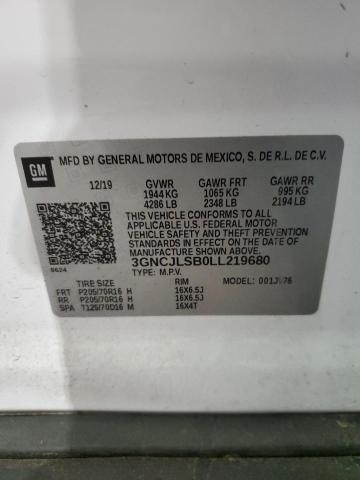 GM
MFD BY GENERAL MOTORS DE MEXICO, S. DE R.L. DE C.V.
12/19 GVWR GAWR FRT GAWR RR
1944 KG 1065 KG 995 KG
4286 LB 2348 LB 2194 LB
THIS VEHICLE CONFORMS TO ALL
APPLICABLE U.S. FEDERAL MOTOR
VEHICLE SAFETY, BUMPER, AND THEFT
PREVENTION STANDARDS IN EFFECT ON THE
DATE OF MANUFACTURE SHOWN ABOVE.
3GNCJLSB0LL219680
8624 TYPE: M.P.V.
TIRE SIZE RIM MODEL:
FRT P205/70R16 H 16X6.5J
RR P205/70R16 H 16X6.5J
SPA T125/70D16 M 16X4T